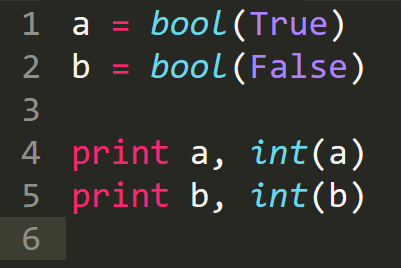 1 a = bool(True)
2 b = bool(False)
3
4 print a, int(a)
5 print b, int(b)
6